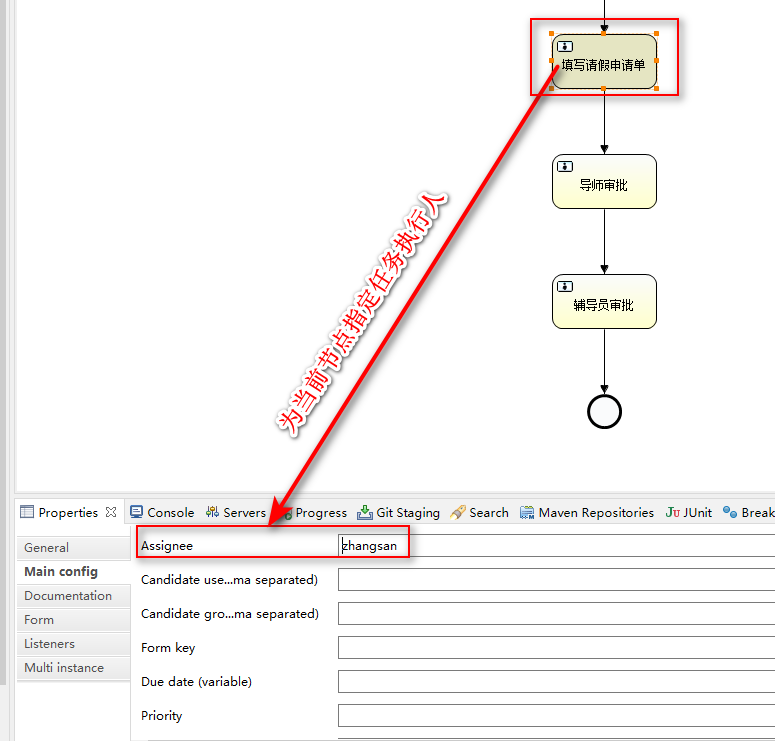 填写请假申请单
导师审批
辅导员审批
为当前节点指定任务执行人
Properties Console Servers Progress Git Staging Search Maven Repositories JUnit Break
General
Main config
Documentation
Form
Listeners
Multi instance
Assignee zhangsan
Candidate use...ma separated)
Candidate gro...ma separated)
Form key
Due date (variable)
Priority